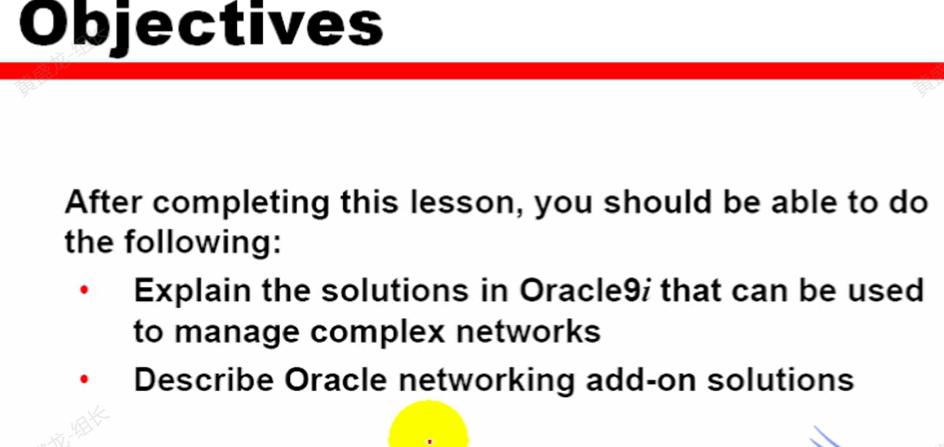 Objectives
After completing this lesson, you should be able to do
the following:
• Explain the solutions in Oracle9i that can be used
to manage complex networks
• Describe Oracle networking add-on solutions